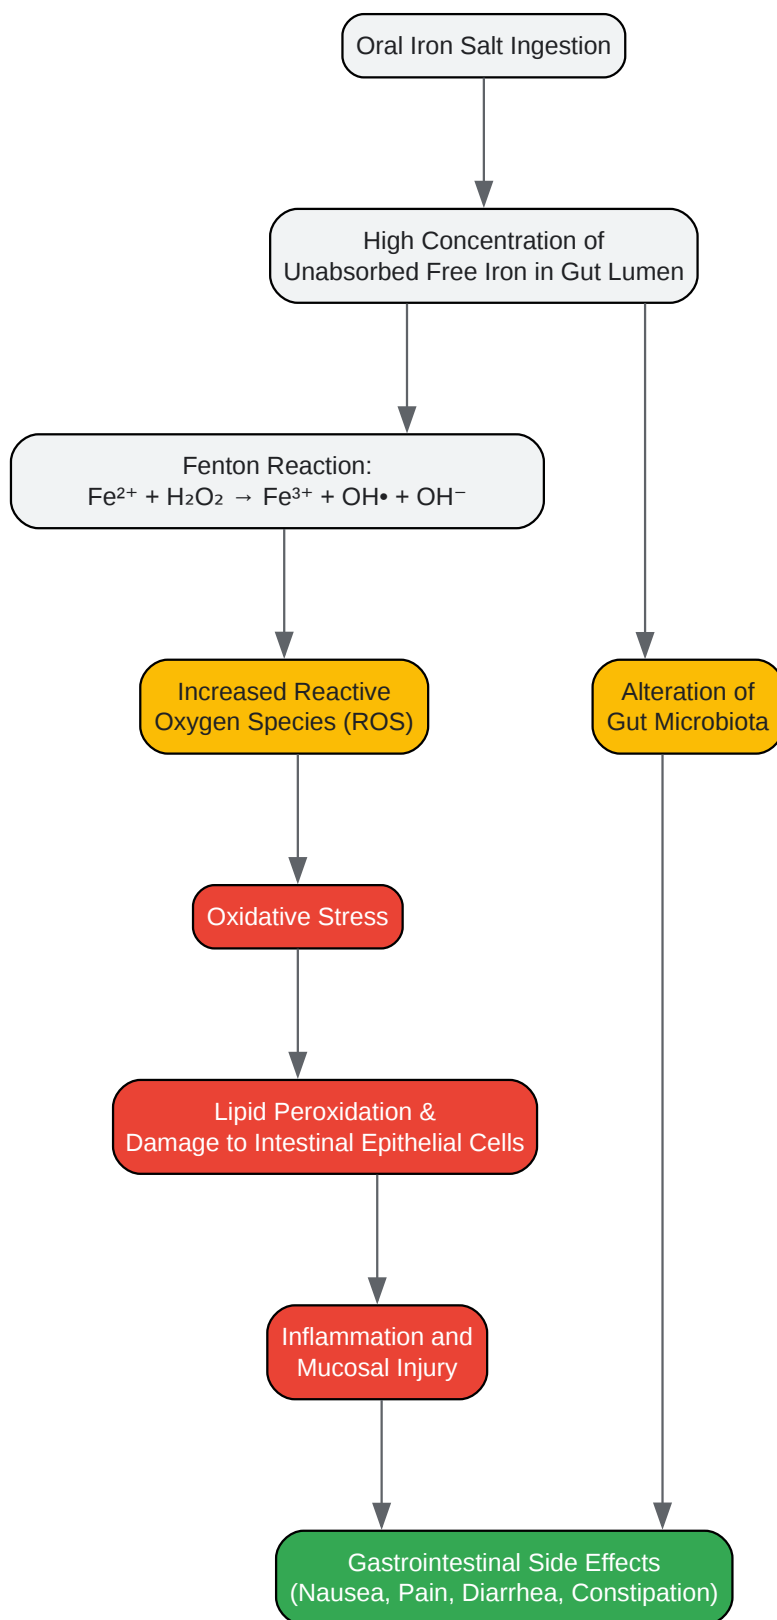 Oral Iron Salt Ingestion
High Concentration of
Unabsorbed Free Iron in Gut Lumen
Fenton Reaction:
Fe²⁺ + H₂O₂ → Fe³⁺ + OH• + OH⁻
Increased Reactive
Oxygen Species (ROS)
Alteration of
Gut Microbiota
Oxidative Stress
Lipid Peroxidation &
Damage to Intestinal Epithelial Cells
Inflammation and
Mucosal Injury
Gastrointestinal Side Effects
(Nausea, Pain, Diarrhea, Constipation)